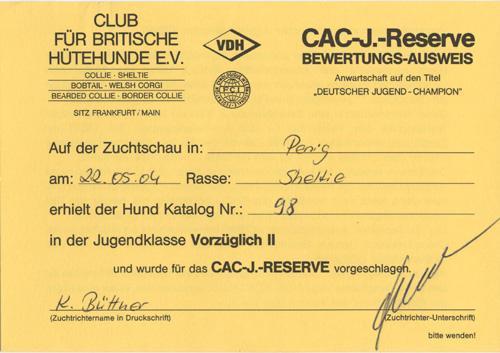 CLUB
FÜR BRITISCHE
HÜTEHUNDE E.V.
COLLIE · SHELTIE
BOBTAIL · WELSH CORGI
BEARDED COLLIE · BORDER COLLIE
SITZ FRANKFURT/MAIN
VDH
F.C.I.
CAC-J.-Reserve
BEWERTUNGS-AUSWEIS
Anwartschaft auf den Titel
„DEUTSCHER JUGEND-CHAMPION"
Auf der Zuchtschau in: Penig
am: 22.05.04 Rasse: Sheltie
erhielt der Hund Katalog Nr.: 98
in der Jugendklasse Vorzüglich II
und wurde für das CAC-J.-RESERVE vorgeschlagen.
K. Büttner
(Zuchtrichtername in Druckschrift) (Zuchtrichter-Unterschrift)
bitte wenden!